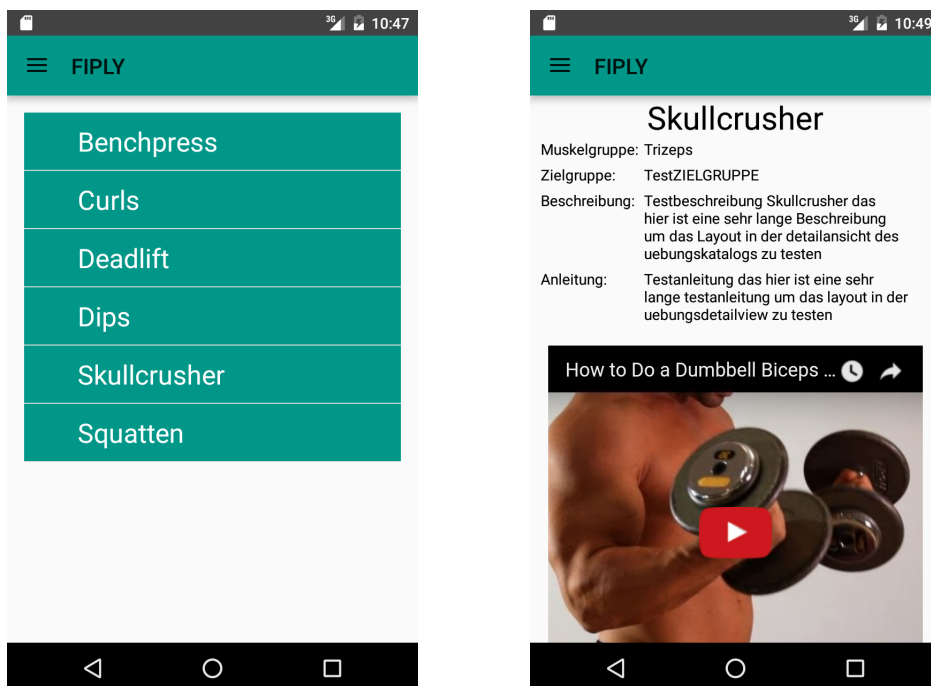 3G 10:47
FIPLY
Benchpress
Curls
Deadlift
Dips
Skullcrusher
Squatten
3G 10:49
FIPLY
Skullcrusher
Muskelgruppe: Trizeps
Zielgruppe: TestZIELGRUPPE
Beschreibung: Testbeschreibung Skullcrusher das
hier ist eine sehr lange Beschreibung
um das Layout in der detailansicht des
uebungskatalogs zu testen
Anleitung: Testanleitung das hier ist eine sehr
lange testanleitung um das layout in der
uebungsdetailview zu testen
How to Do a Dumbbell Biceps ...